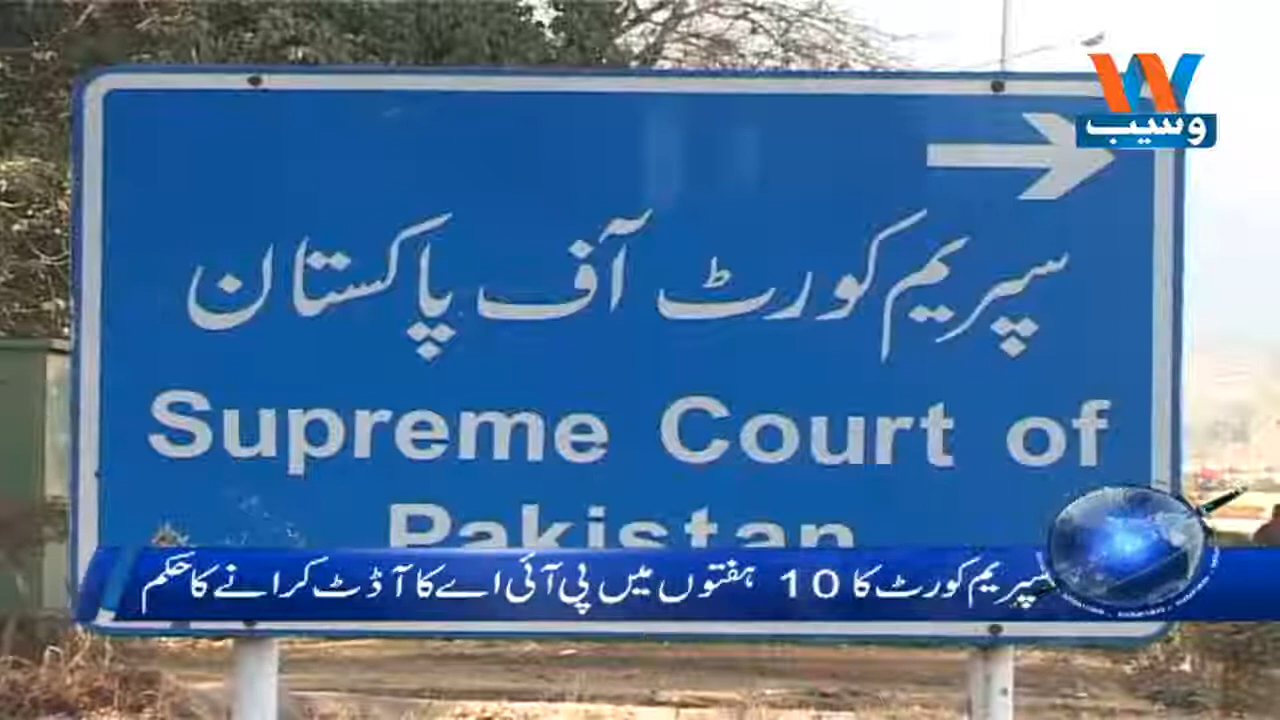 وسیب
سپریم کورٹ آف پاکستان
Supreme Court of
Pakistan
سپریم کورٹ کا 10 ہفتوں میں پی آئی اے کا آڈٹ کرانے کا حکم